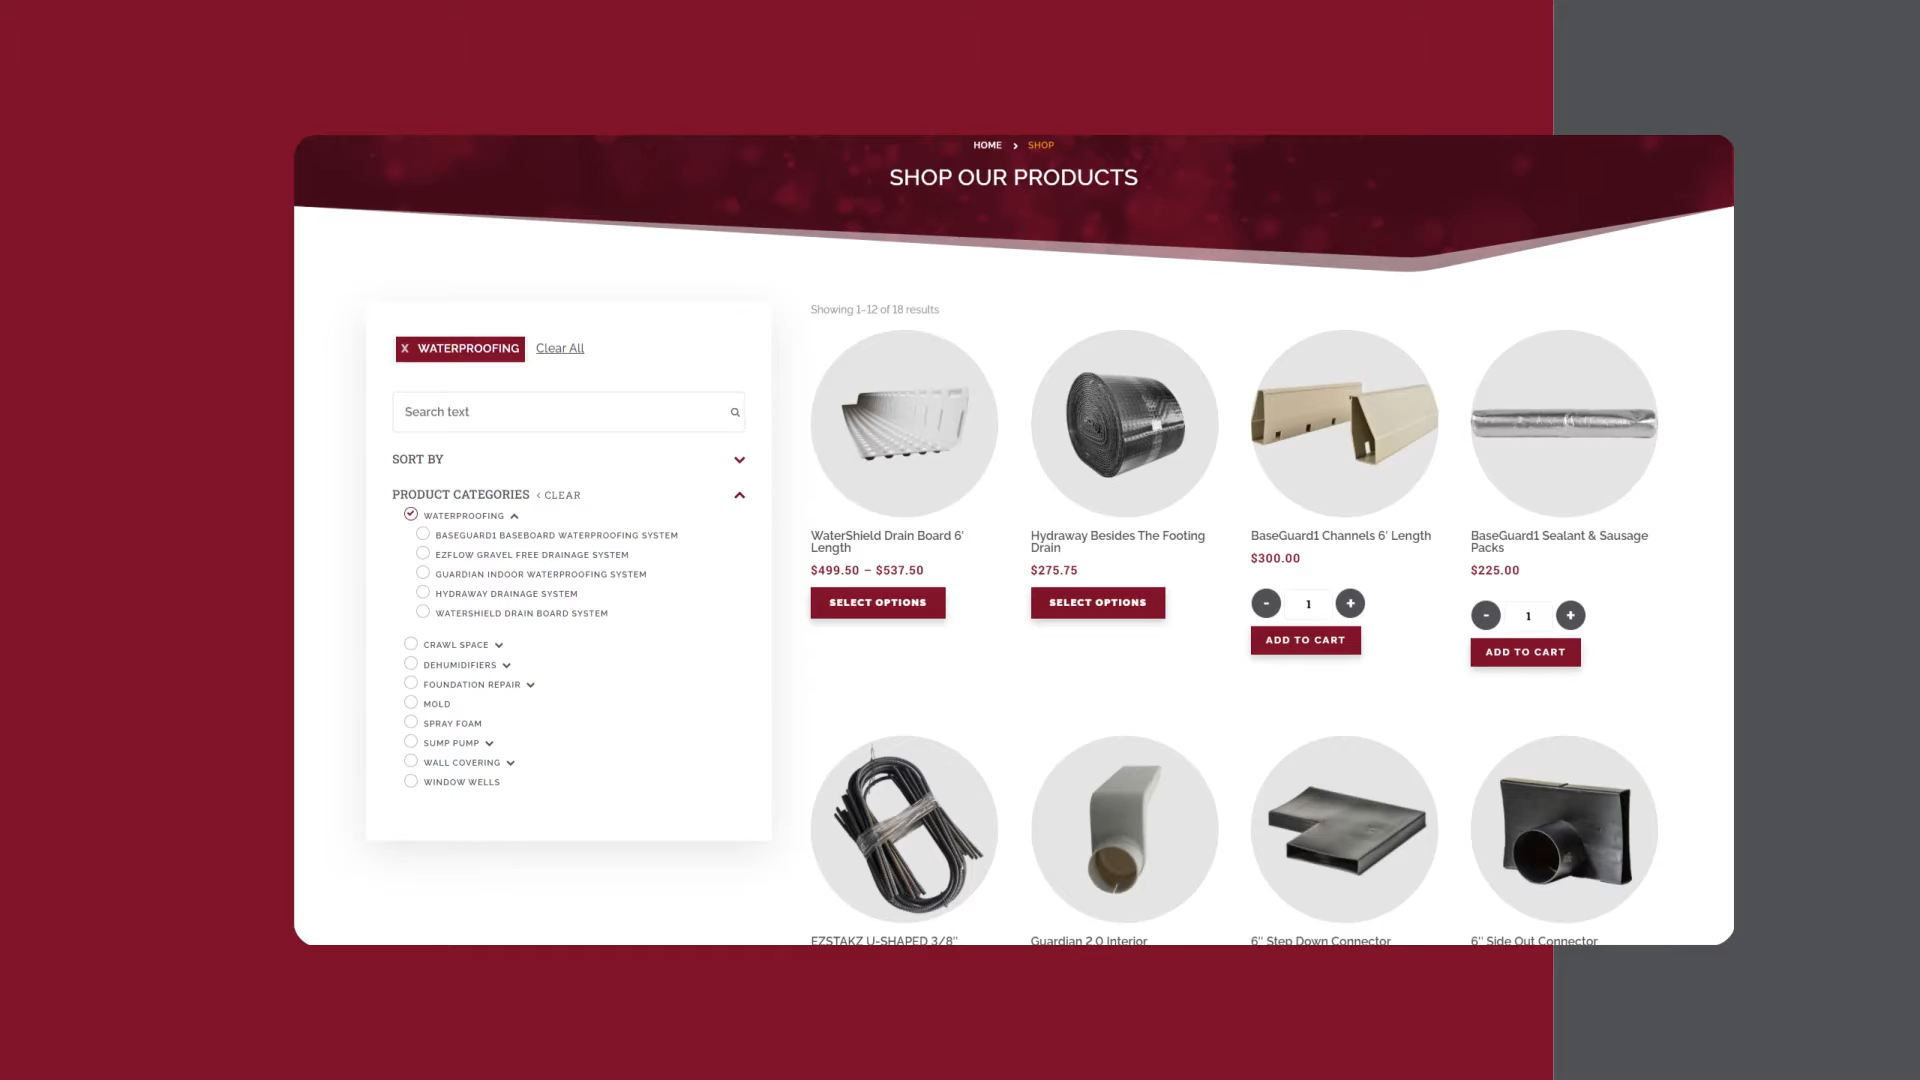 HOME > SHOP
SHOP OUR PRODUCTS
X WATERPROOFING Clear All
Search text
SORT BY
PRODUCT CATEGORIES < CLEAR
WATERPROOFING
BASEGUARD1 BASEBOARD WATERPROOFING SYSTEM
EZFLOW GRAVEL FREE DRAINAGE SYSTEM
GUARDIAN INDOOR WATERPROOFING SYSTEM
HYDRAWAY DRAINAGE SYSTEM
WATERSHIELD DRAIN BOARD SYSTEM
CRAWL SPACE
DEHUMIDIFIERS
FOUNDATION REPAIR
MOLD
SPRAY FOAM
SUMP PUMP
WALL COVERING
WINDOW WELLS
Showing 1–12 of 18 results
WaterShield Drain Board 6'
Length
$499.50 – $537.50
SELECT OPTIONS
Hydraway Besides The Footing
Drain
$275.75
SELECT OPTIONS
BaseGuard1 Channels 6' Length
$300.00
- 1 +
ADD TO CART
BaseGuard1 Sealant & Sausage
Packs
$225.00
- 1 +
ADD TO CART
EZSTAKZ U-SHAPED 3/8"
Guardian 2.0 Interior
6" Step Down Connector
6" Side Out Connector